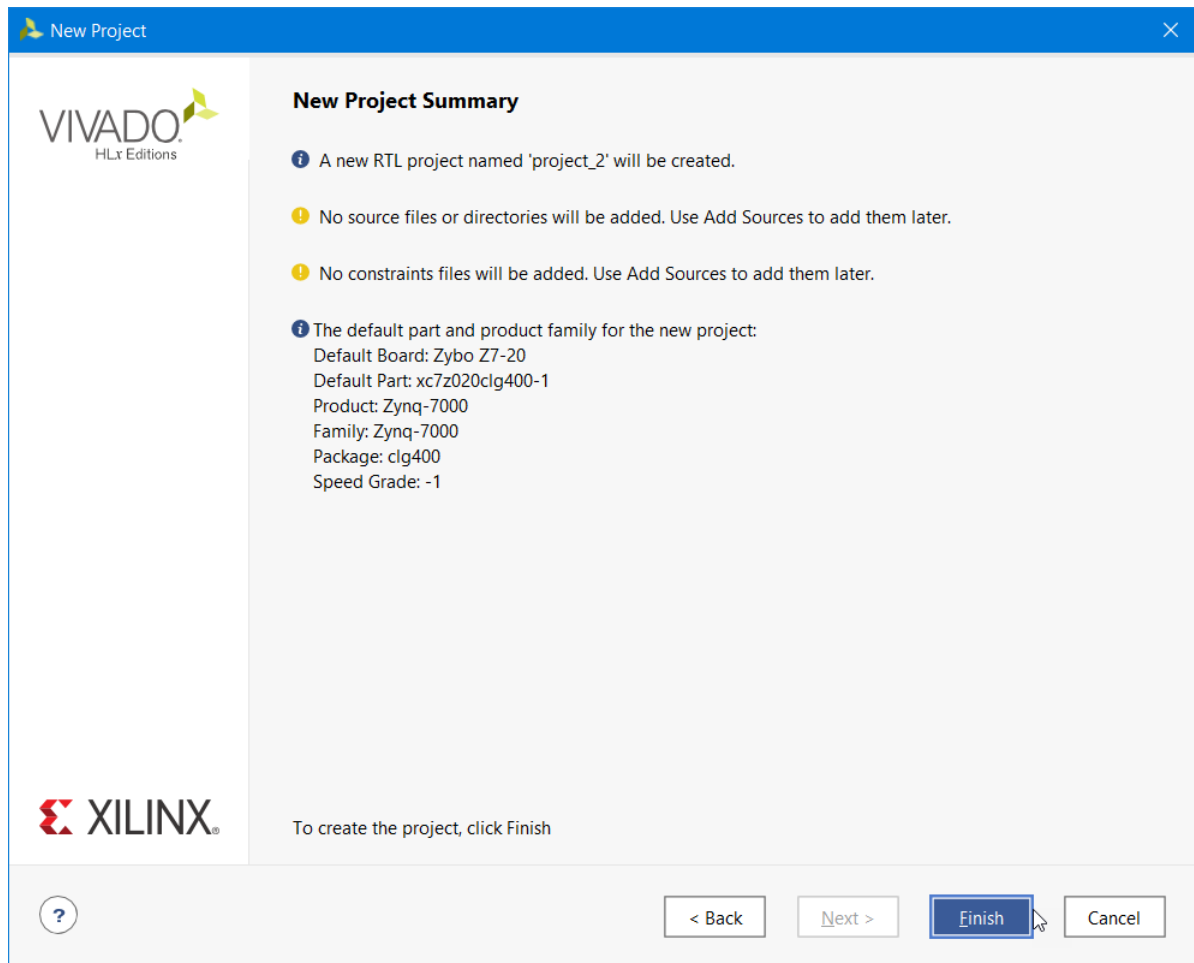 New Project
VIVADO.
HLx Editions
New Project Summary
A new RTL project named 'project_2' will be created.
No source files or directories will be added. Use Add Sources to add them later.
No constraints files will be added. Use Add Sources to add them later.
The default part and product family for the new project:
Default Board: Zybo Z7-20
Default Part: xc7z020clg400-1
Product: Zynq-7000
Family: Zynq-7000
Package: clg400
Speed Grade: -1
XILINX®
To create the project, click Finish
?
< Back
Next >
Finish
Cancel